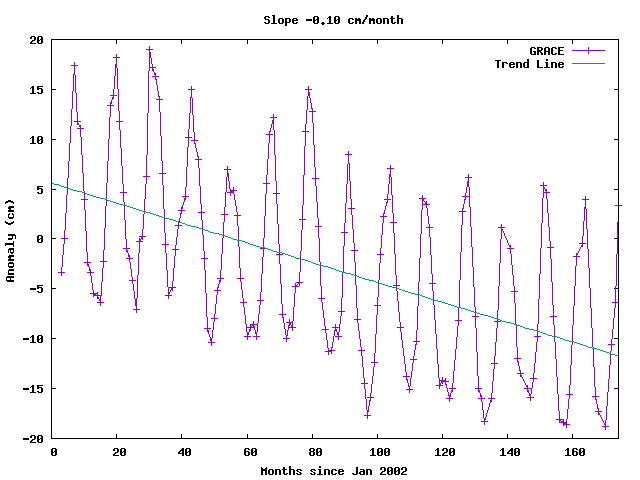 Slope -0.10 cm/month
GRACE
Trend Line
20
15
10
5
0
-5
-10
-15
-20
Anomaly (cm)
0 20 40 60 80 100 120 140 160
Months since Jan 2002